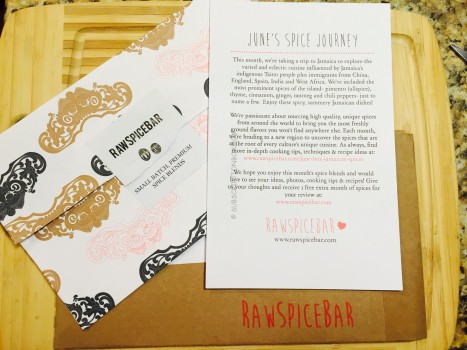 RAWSPICEBAR
SMALL BATCH, PREMIUM
SPICE BLENDS
JUNE'S SPICE JOURNEY
This month, we're taking a trip to Jamaica to explore the
varied and eclectic cuisine influenced by Jamaica's
indigenous Taino people plus immigrants from China,
England, Spain, India and West Africa. We've included the
most prominent spices of the island- pimento (allspice),
thyme, cinnamon, ginger, nutmeg and chili peppers- just to
name a few. Enjoy these spicy, summery Jamaican dishes!
We're passionate about sourcing high quality, unique spices
from around the world to bring you the most freshly
ground flavors you won't find anywhere else. Each month,
we're heading to a new region to uncover the spices that are
at the root of every culture's unique cuisine. As always, find
more in-depth cooking tips, techniques & recipe ideas at:
We hope you enjoy this month's spice blends and would
love to see your ideas, photos, cooking tips & recipes! Give
us your thoughts and receive a free extra month of spices for
your review at:
www.rawspicebar.com
RAWSPICEBAR
www.rawspicebar.com
RAWSPICEBAR